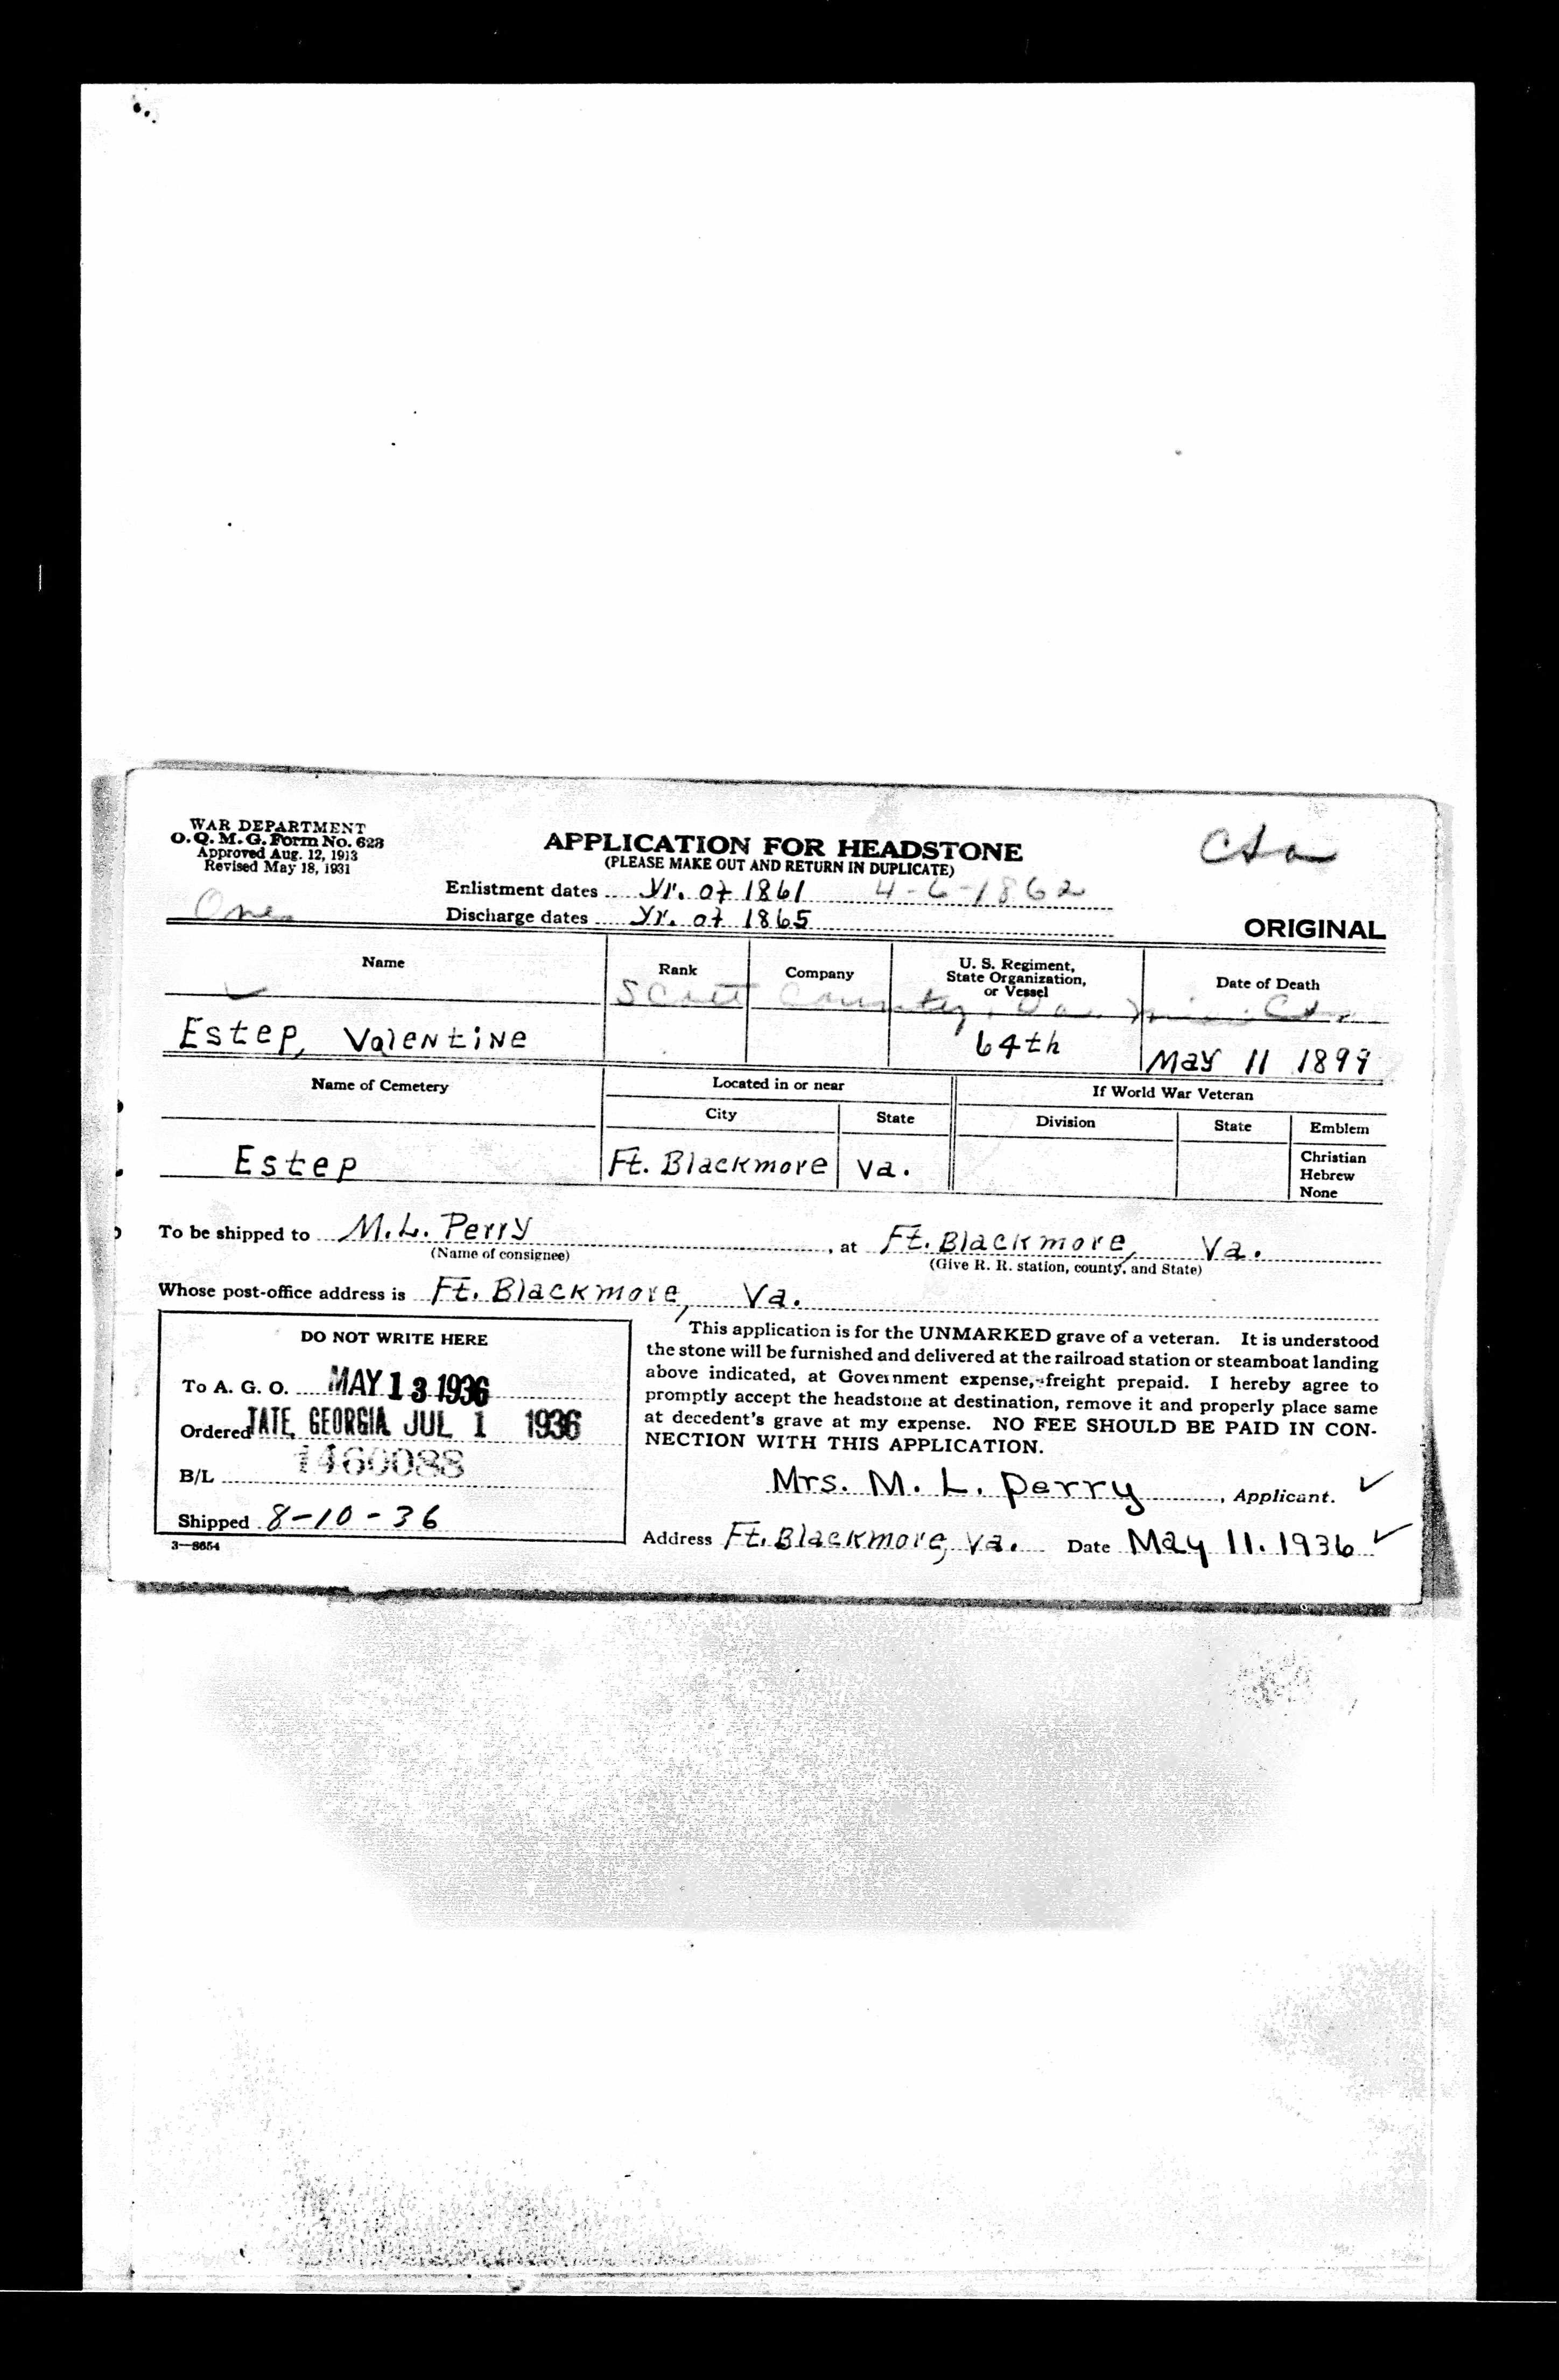 WAR DEPARTMENT
O. Q. M. G. Form No. 623
Approved Aug. 12, 1913
Revised May 18, 1931
APPLICATION FOR HEADSTONE
(PLEASE MAKE OUT AND RETURN IN DUPLICATE)
CSA
Enlistment dates Yr. of 1861 4-6-1862
One
Discharge dates Yr. of 1865
ORIGINAL
Name Rank Company U. S. Regiment, State Organization, or Vessel Date of Death
Scott County, Va.
Estep, Valentine 64th May 11 1899
Name of Cemetery Located in or near If World War Veteran
City State Division State Emblem
Estep Ft. Blackmore Va. Christian
Hebrew
None
To be shipped to M. L. Perry, at Ft. Blackmore, Va.
(Name of consignee) (Give R. R. station, county, and State)
Whose post-office address is Ft. Blackmore, Va.
DO NOT WRITE HERE
To A. G. O. MAY 13 1936
Ordered TATE, GEORGIA JUL 1 1936
B/L 1460088
Shipped 8-10-36
3—8654
This application is for the UNMARKED grave of a veteran. It is understood
the stone will be furnished and delivered at the railroad station or steamboat landing
above indicated, at Government expense, freight prepaid. I hereby agree to
promptly accept the headstone at destination, remove it and properly place same
at decedent's grave at my expense. NO FEE SHOULD BE PAID IN CON-
NECTION WITH THIS APPLICATION.
Mrs. M. L. Perry, Applicant.
Address Ft. Blackmore, Va. Date May 11. 1936